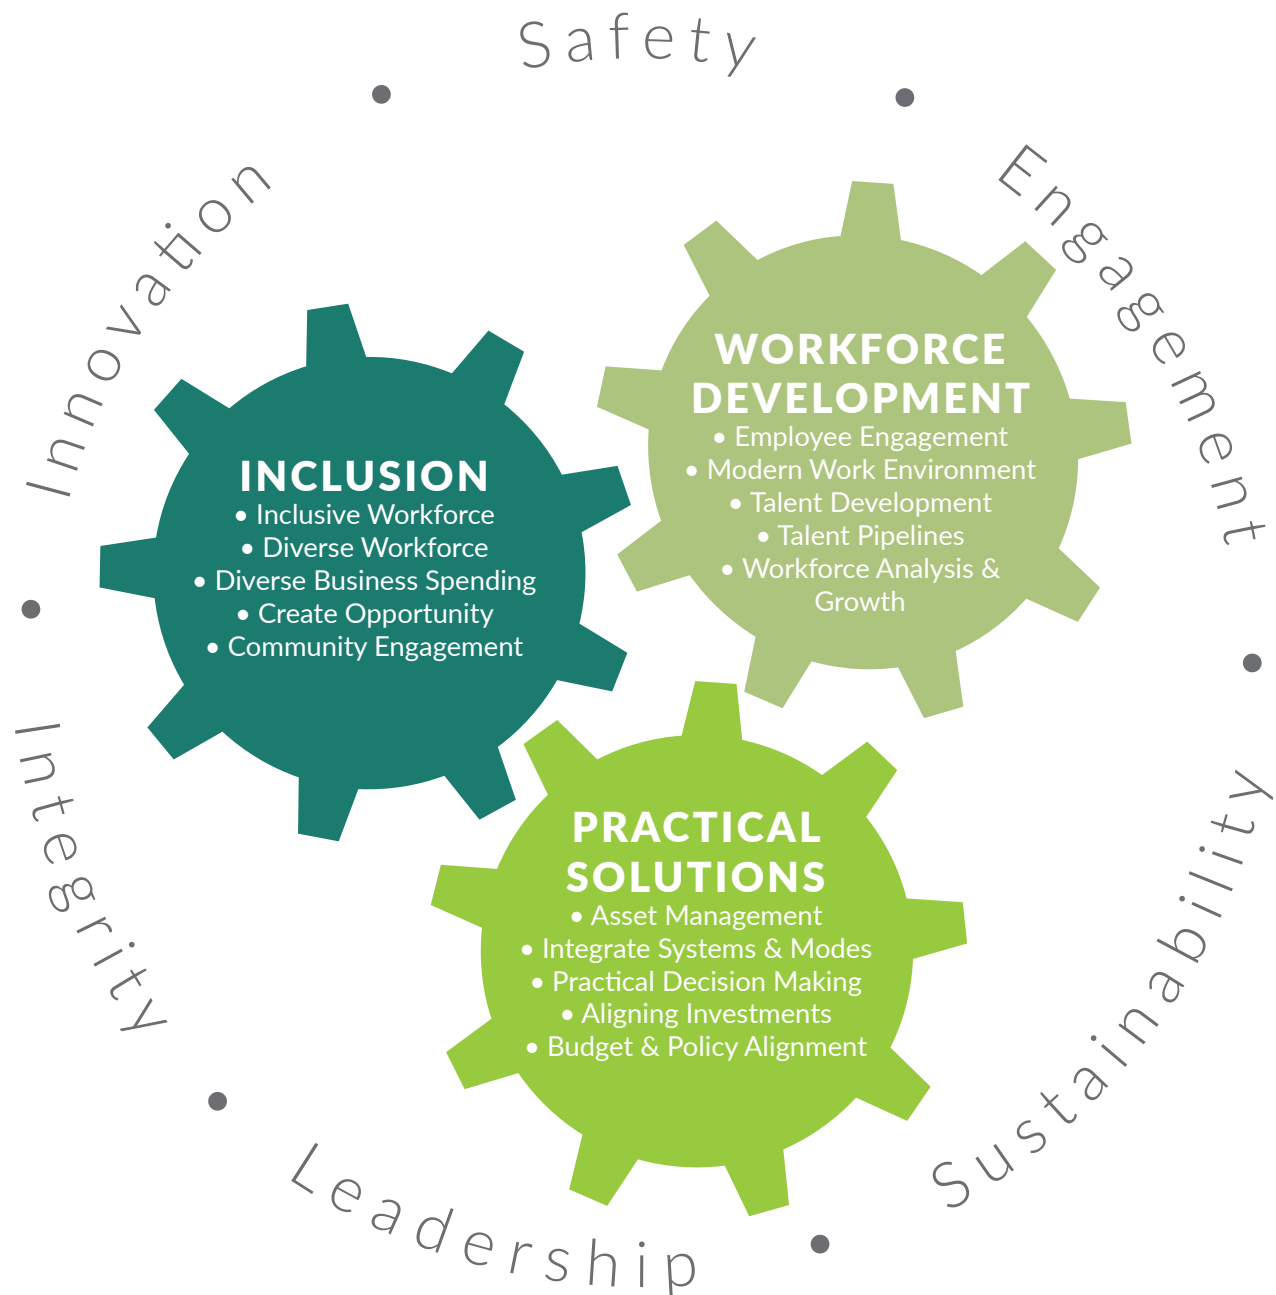 Safety
Engagement
Sustainability
Leadership
Integrity
Innovation
WORKFORCE
DEVELOPMENT
• Employee Engagement
• Modern Work Environment
• Talent Development
• Talent Pipelines
• Workforce Analysis &
Growth
INCLUSION
• Inclusive Workforce
• Diverse Workforce
• Diverse Business Spending
• Create Opportunity
• Community Engagement
PRACTICAL
SOLUTIONS
• Asset Management
• Integrate Systems & Modes
• Practical Decision Making
• Aligning Investments
• Budget & Policy Alignment